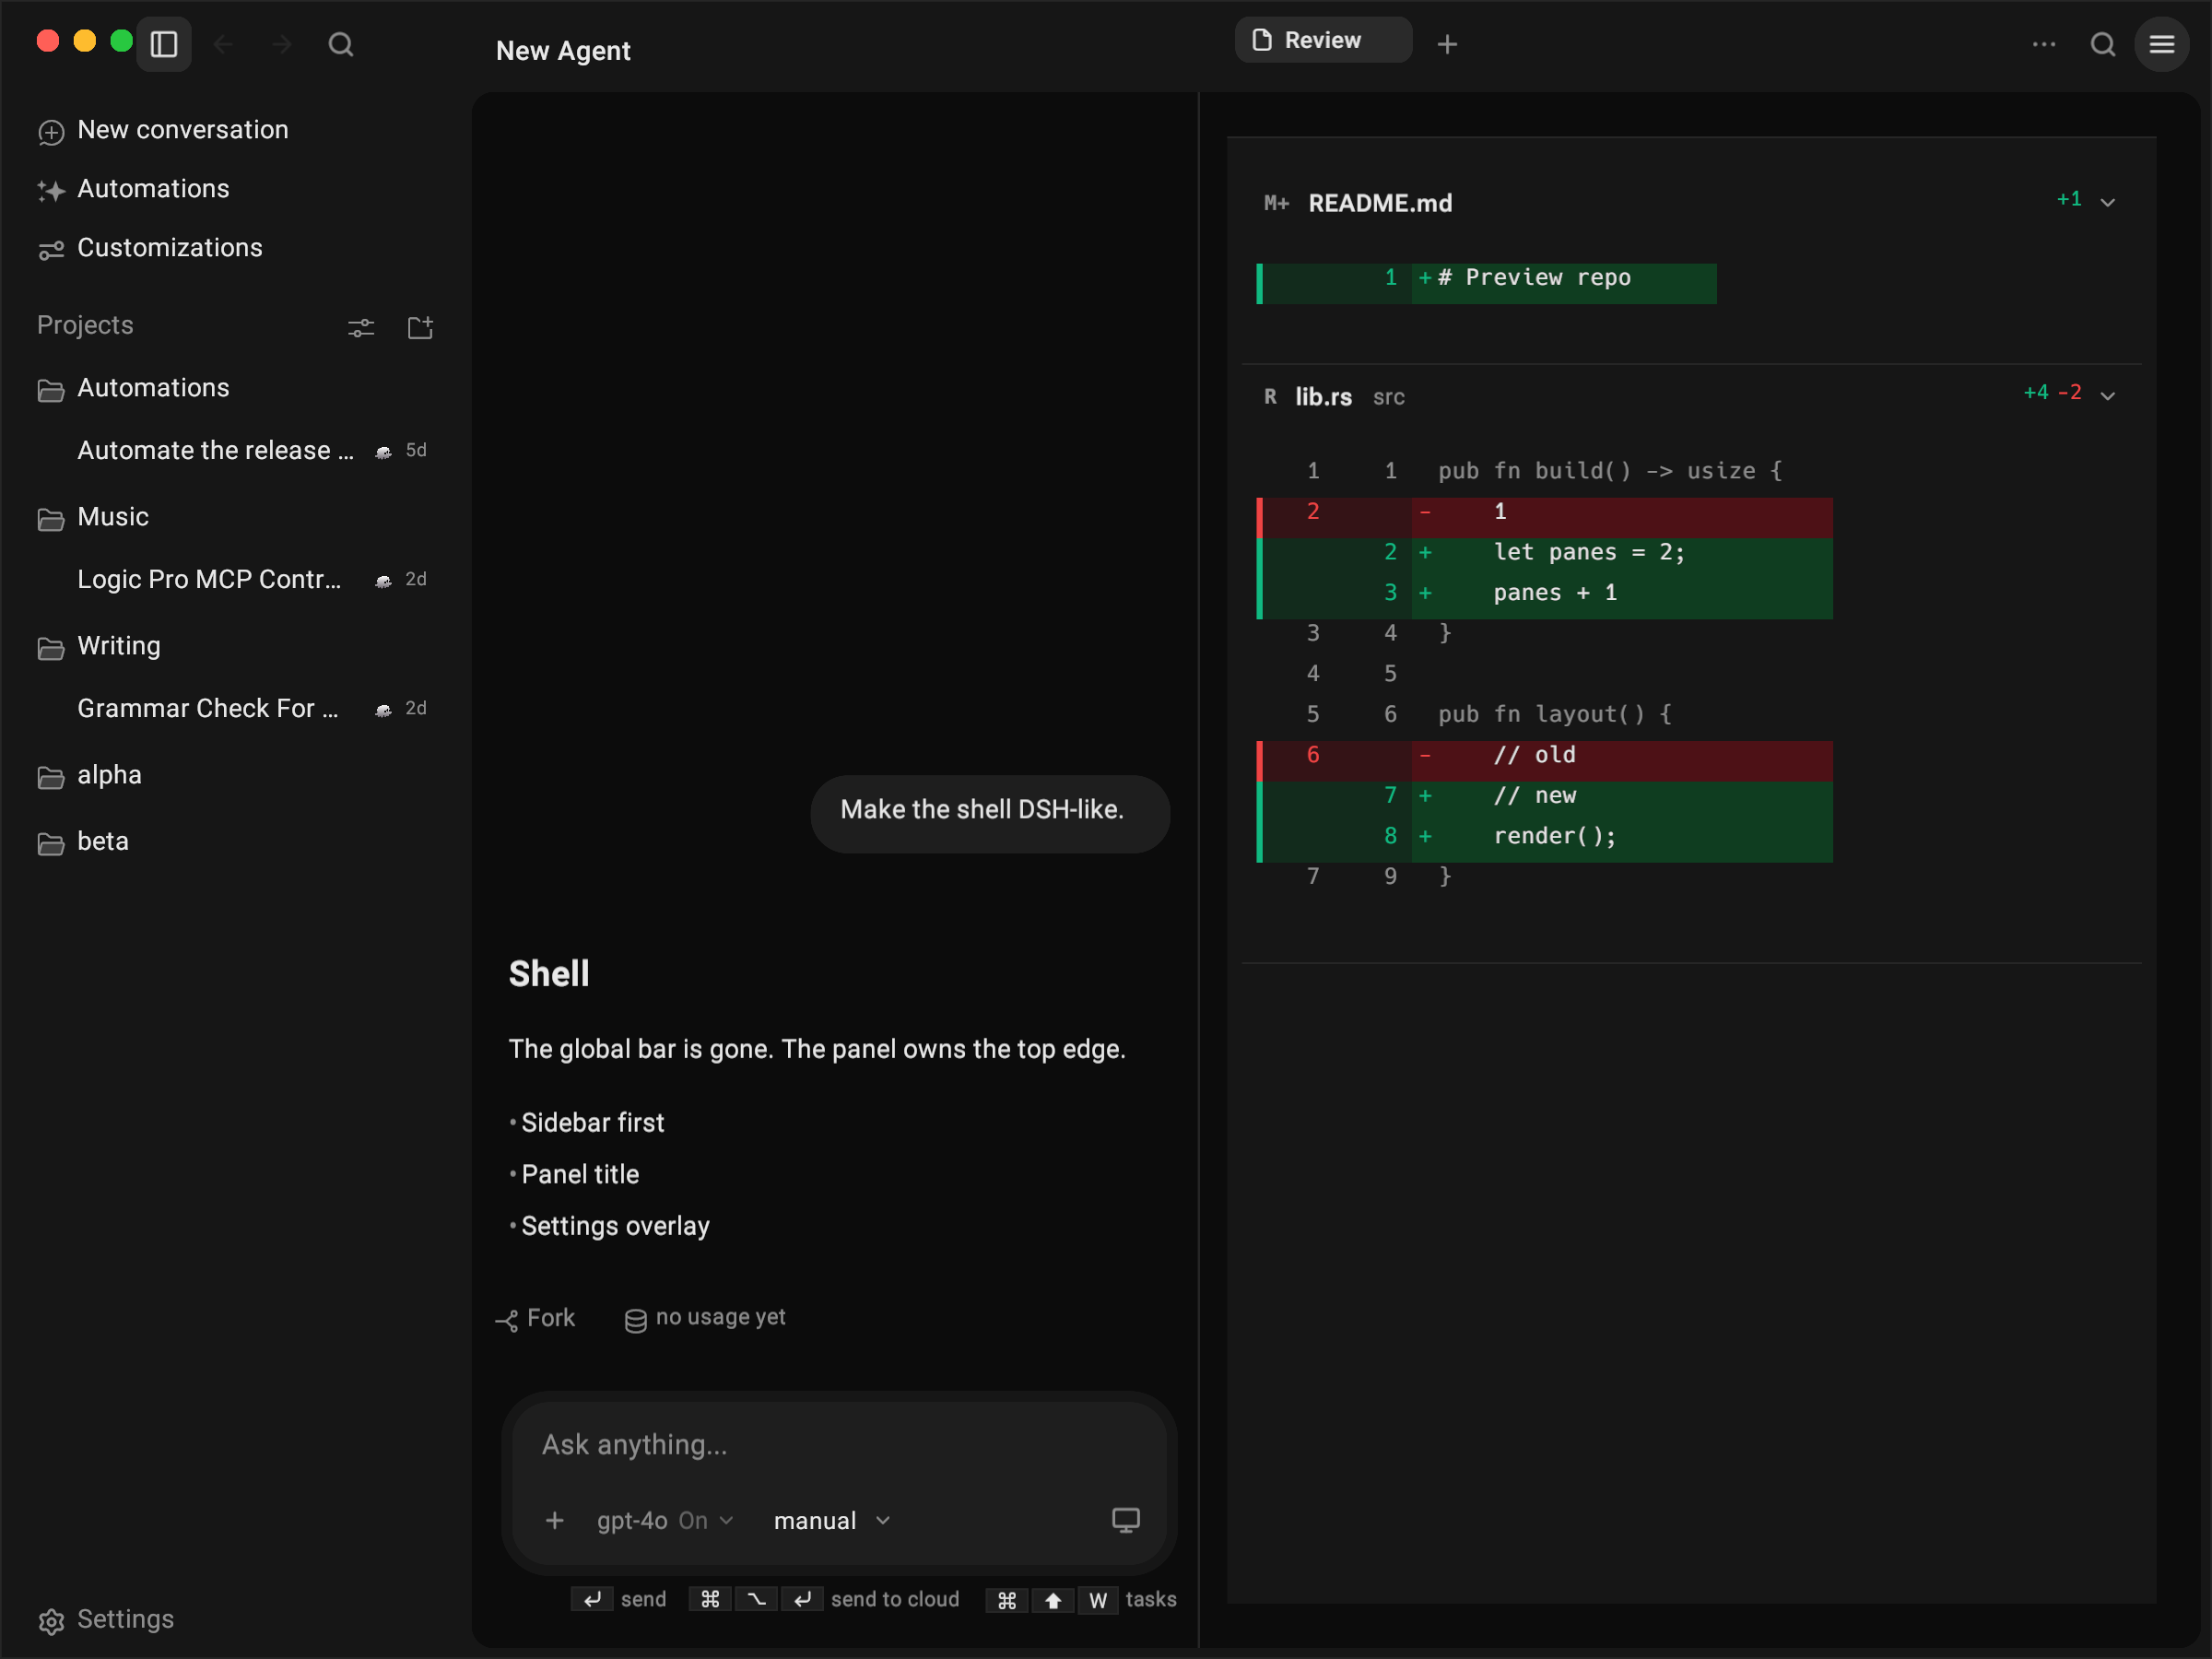 New Agent
Review
New conversation
Automations
Customizations
Projects
Automations
Automate the release ... 5d
Music
Logic Pro MCP Contr... 2d
Writing
Grammar Check For ... 2d
alpha
beta
Settings
Make the shell DSH-like.
Shell
The global bar is gone. The panel owns the top edge.
• Sidebar first
• Panel title
• Settings overlay
Fork no usage yet
Ask anything...
+ gpt-4o On manual
↵ send ⌘ ⌥ ↵ send to cloud ⌘ ⬆ W tasks
M+ README.md +1
1 + # Preview repo
R lib.rs src +4 -2
1 1 pub fn build() -> usize {
2 - 1
2 + let panes = 2;
3 + panes + 1
3 4 }
4 5
5 6 pub fn layout() {
6 - // old
7 + // new
8 + render();
7 9 }